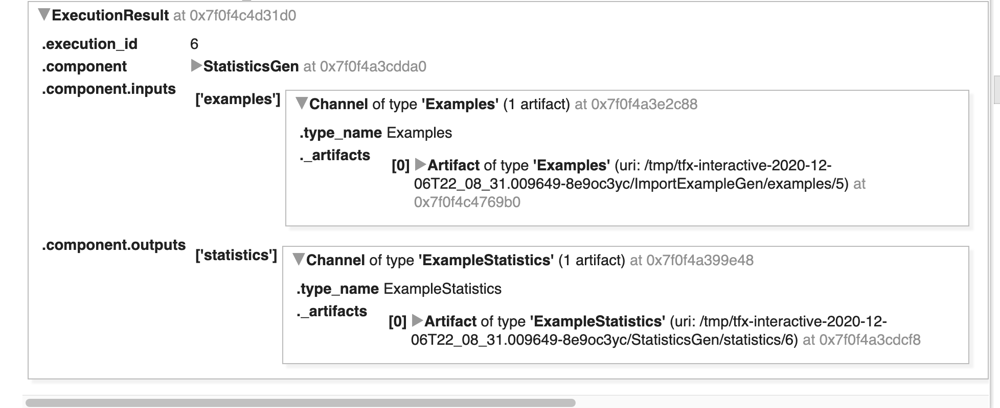 ExecutionResult at 0x7f0f4c4d31d0
.execution_id 6
.component StatisticsGen at 0x7f0f4a3cdda0
.component.inputs
['examples'] Channel of type 'Examples' (1 artifact) at 0x7f0f4a3e2c88
.type_name Examples
._artifacts
[0] Artifact of type 'Examples' (uri: /tmp/tfx-interactive-2020-12-
06T22_08_31.009649-8e9oc3yc/ImportExampleGen/examples/5) at
0x7f0f4c4769b0
.component.outputs
['statistics'] Channel of type 'ExampleStatistics' (1 artifact) at 0x7f0f4a399e48
.type_name ExampleStatistics
._artifacts
[0] Artifact of type 'ExampleStatistics' (uri: /tmp/tfx-interactive-2020-12-
06T22_08_31.009649-8e9oc3yc/StatisticsGen/statistics/6) at 0x7f0f4a3cdcf8